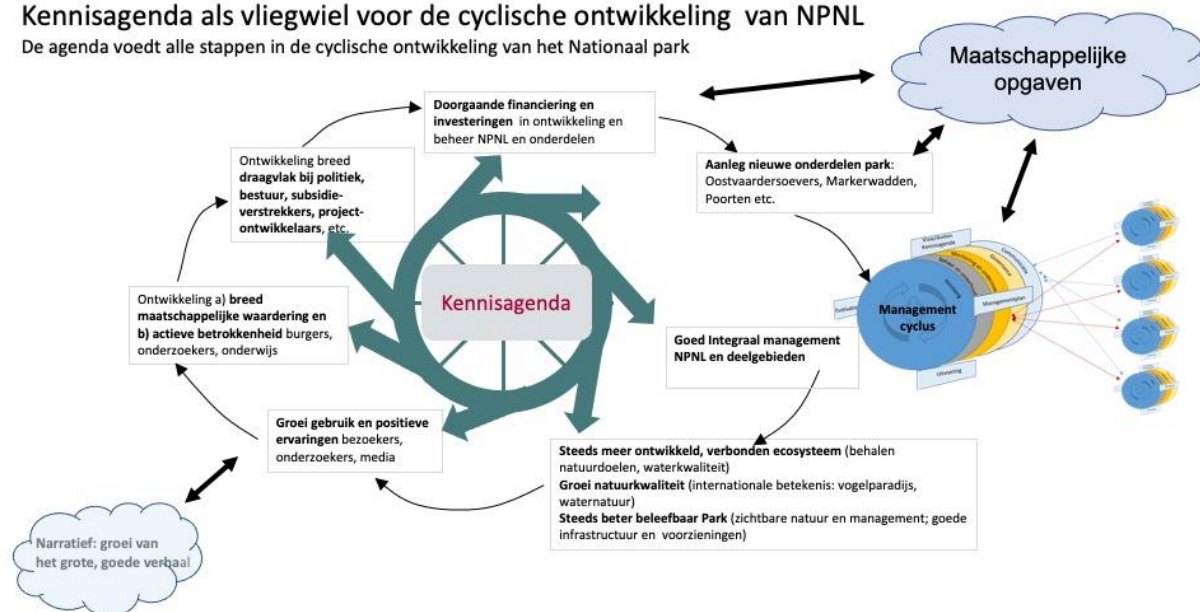 Kennisagenda als vliegwiel voor de cyclische ontwikkeling van NPNL
De agenda voedt alle stappen in de cyclische ontwikkeling van het Nationaal park
Maatschappelijke
opgaven
Doorgaande financiering en
investeringen in ontwikkeling en
beheer NPNL en onderdelen
Aanleg nieuwe onderdelen park:
Oostvaardersoevers, Markerwadden,
Poorten etc.
Ontwikkeling breed
draagvlak bij politiek,
bestuur, subsidie-
verstrekkers, project-
ontwikkelaars, etc.
Kennisagenda
Ontwikkeling a) breed
maatschappelijke waardering en
b) actieve betrokkenheid burgers,
onderzoekers, onderwijs
Management
cyclus
Managementplan
Kennisagenda
Uitvoering
Goed Integraal management
NPNL en deelgebieden
Groei gebruik en positieve
ervaringen bezoekers,
onderzoekers, media
Steeds meer ontwikkeld, verbonden ecosysteem (behalen
natuurdoelen, waterkwaliteit)
Groei natuurkwaliteit (internationale betekenis: vogelparadijs,
waternatuur)
Steeds beter beleefbaar Park (zichtbare natuur en management; goede
infrastructuur en voorzieningen)
Narratief: groei van
het grote, goede verhaal